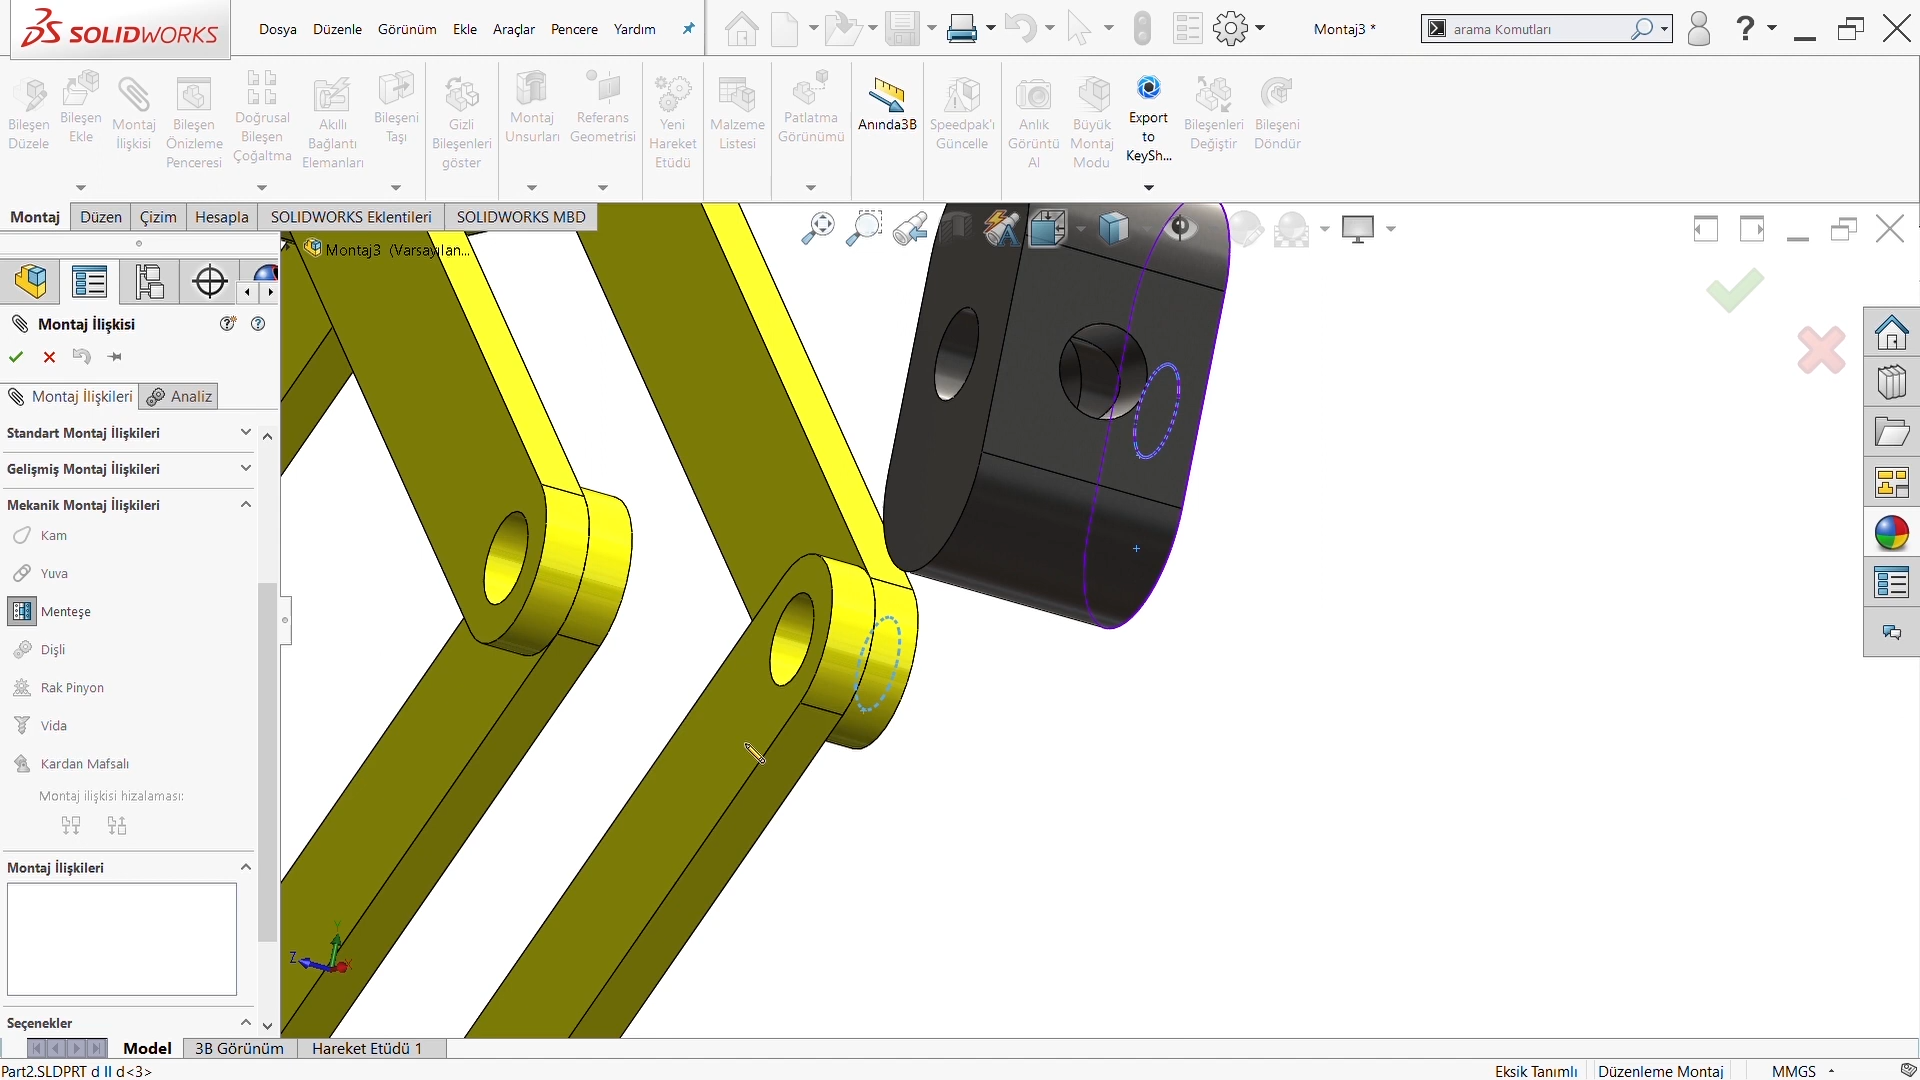 SOLIDWORKS
Dosya Düzenle Görünüm Ekle Araçlar Pencere Yardım
Montaj3 *
arama Komutları
Bileşen Düzele
Bileşen Ekle
Montaj İlişkisi
Bileşen Önizleme Penceresi
Doğrusal Bileşen Çoğaltma
Akıllı Bağlantı Elemanları
Bileşeni Taşı
Gizli Bileşenleri göster
Montaj Unsurları
Referans Geometrisi
Yeni Hareket Etüdü
Malzeme Listesi
Patlatma Görünümü
Anında3B
Speedpak'ı Güncelle
Anlık Görüntü Al
Büyük Montaj Modu
Export to KeySh...
Bileşenleri Değiştir
Bileşeni Döndür
Montaj Düzen Çizim Hesapla SOLIDWORKS Eklentileri SOLIDWORKS MBD
Montaj3 (Varsayılan...
Montaj İlişkisi
Montaj İlişkileri Analiz
Standart Montaj İlişkileri
Gelişmiş Montaj İlişkileri
Mekanik Montaj İlişkileri
Kam
Yuva
Menteşe
Dişli
Rak Pinyon
Vida
Kardan Mafsalı
Montaj ilişkisi hizalaması:
Montaj İlişkileri
Seçenekler
Y
Z
X
Model 3B Görünüm Hareket Etüdü 1
Part2.SLDPRT d II d<3>
Eksik Tanımlı Düzenleme Montaj MMGS